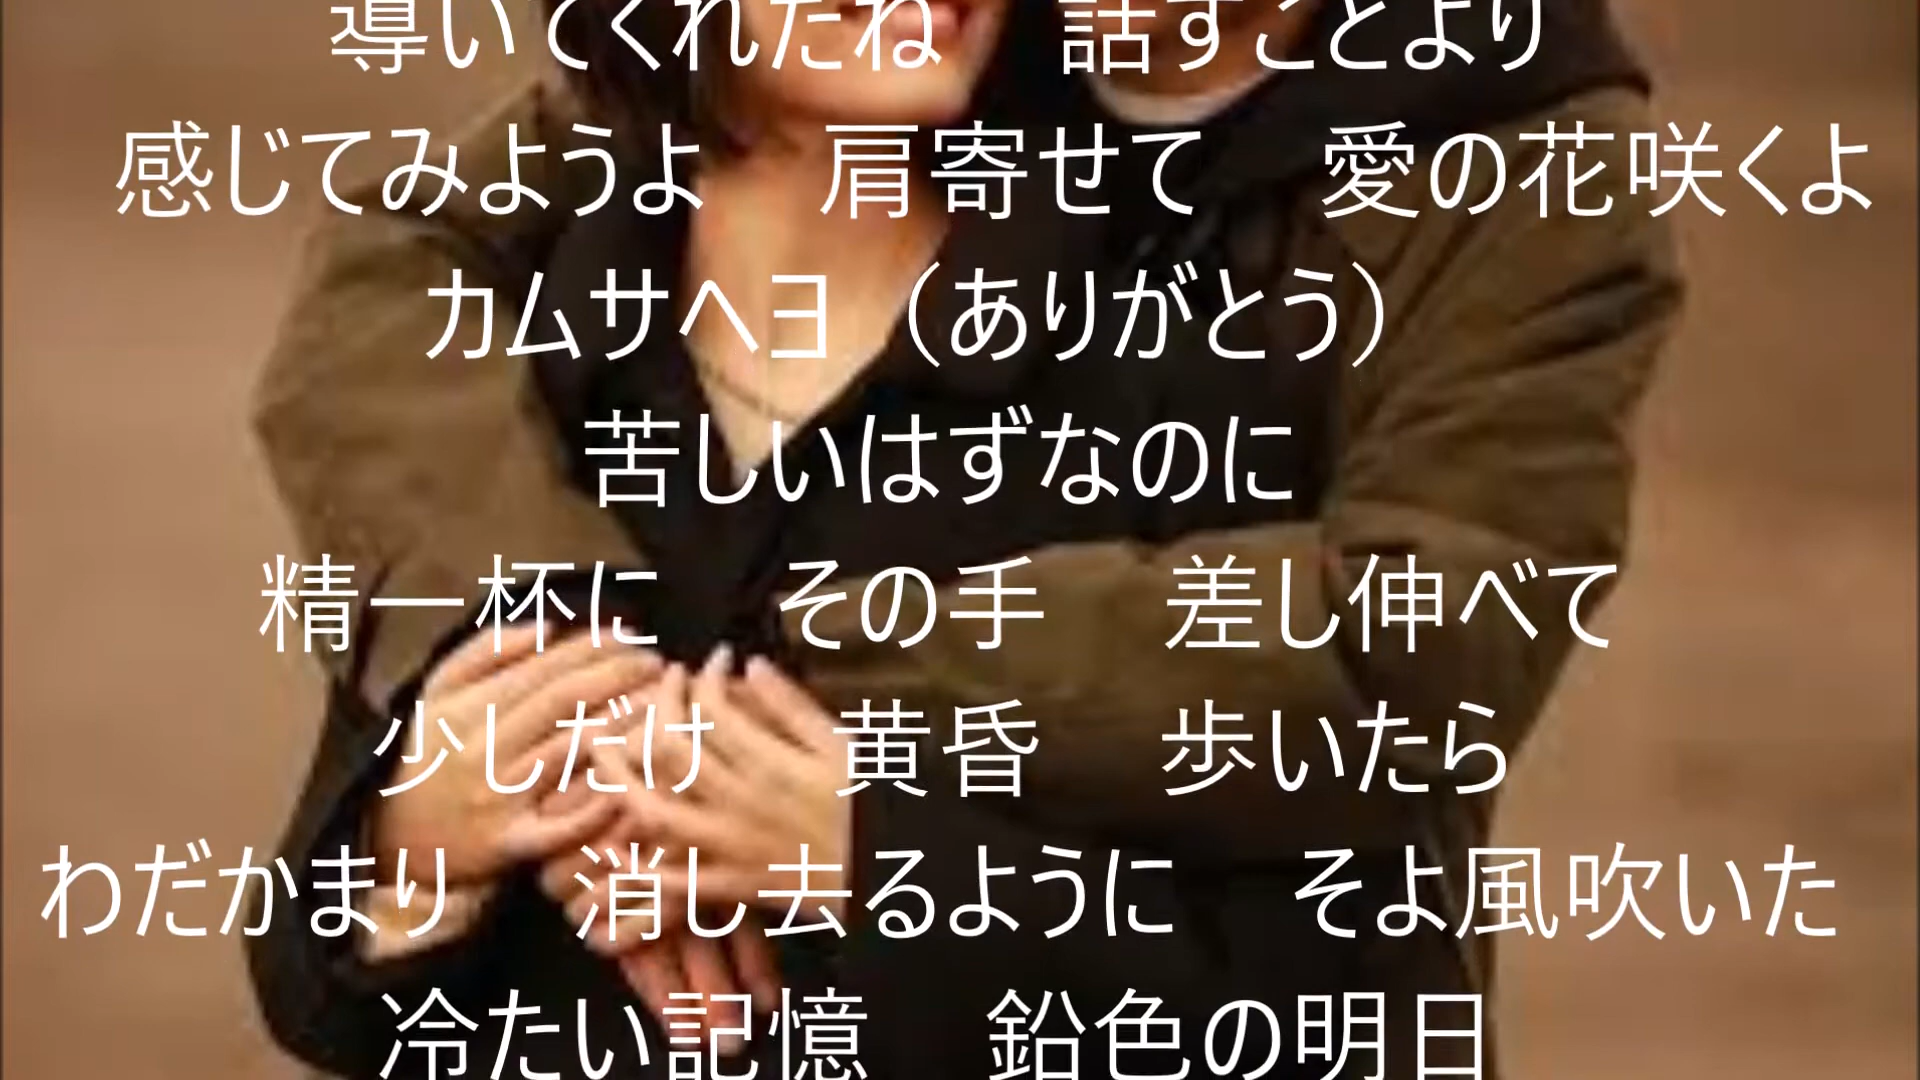 導いてくれたね　話すことより
感じてみようよ　肩寄せて　愛の花咲くよ
カムサヘヨ（ありがとう）
苦しいはずなのに
精一杯に　その手　差し伸べて
少しだけ　黄昏　歩いたら
わだかまり　消し去るように　そよ風吹いた
冷たい記憶　鉛色の明日